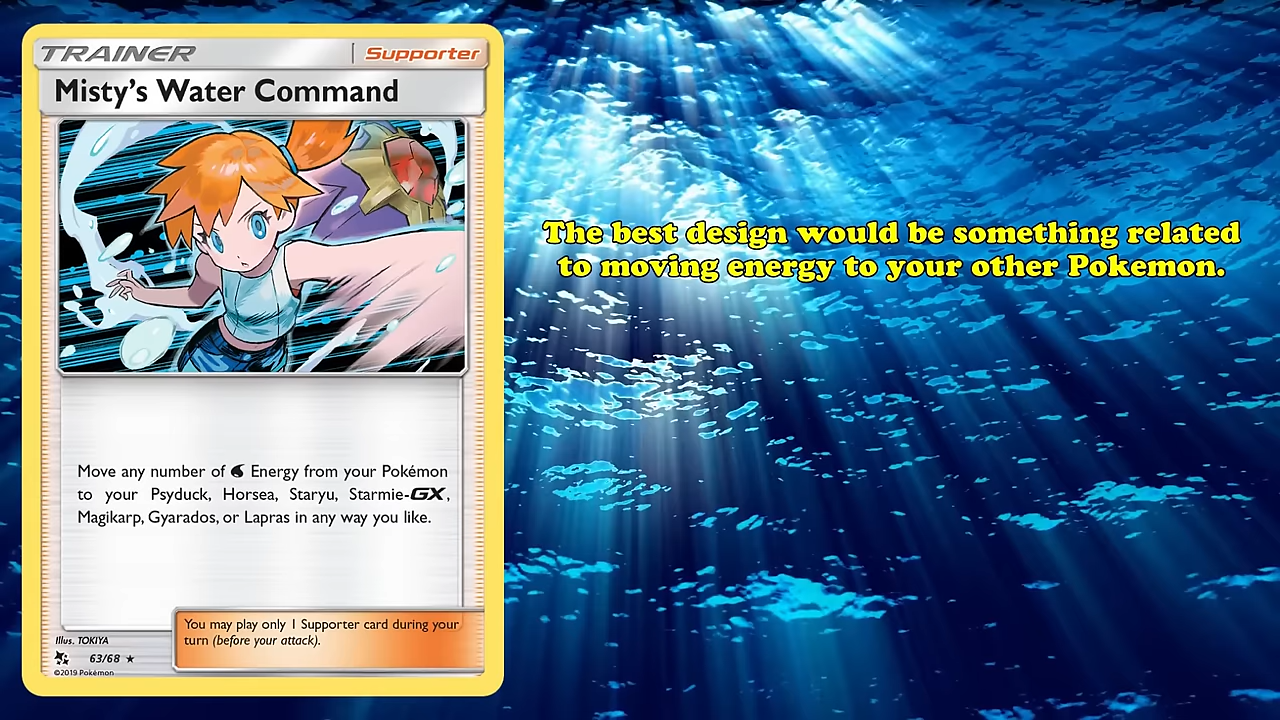 TRAINER
Supporter
Misty's Water Command
The best design would be something related
to moving energy to your other Pokemon.
Move any number of Energy from your Pokémon
to your Psyduck, Horsea, Staryu, Starmie-GX,
Magikarp, Gyarados, or Lapras in any way you like.
You may play only 1 Supporter card during your
turn (before your attack).
Illus. TOKIYA
63/68
©2019 Pokémon